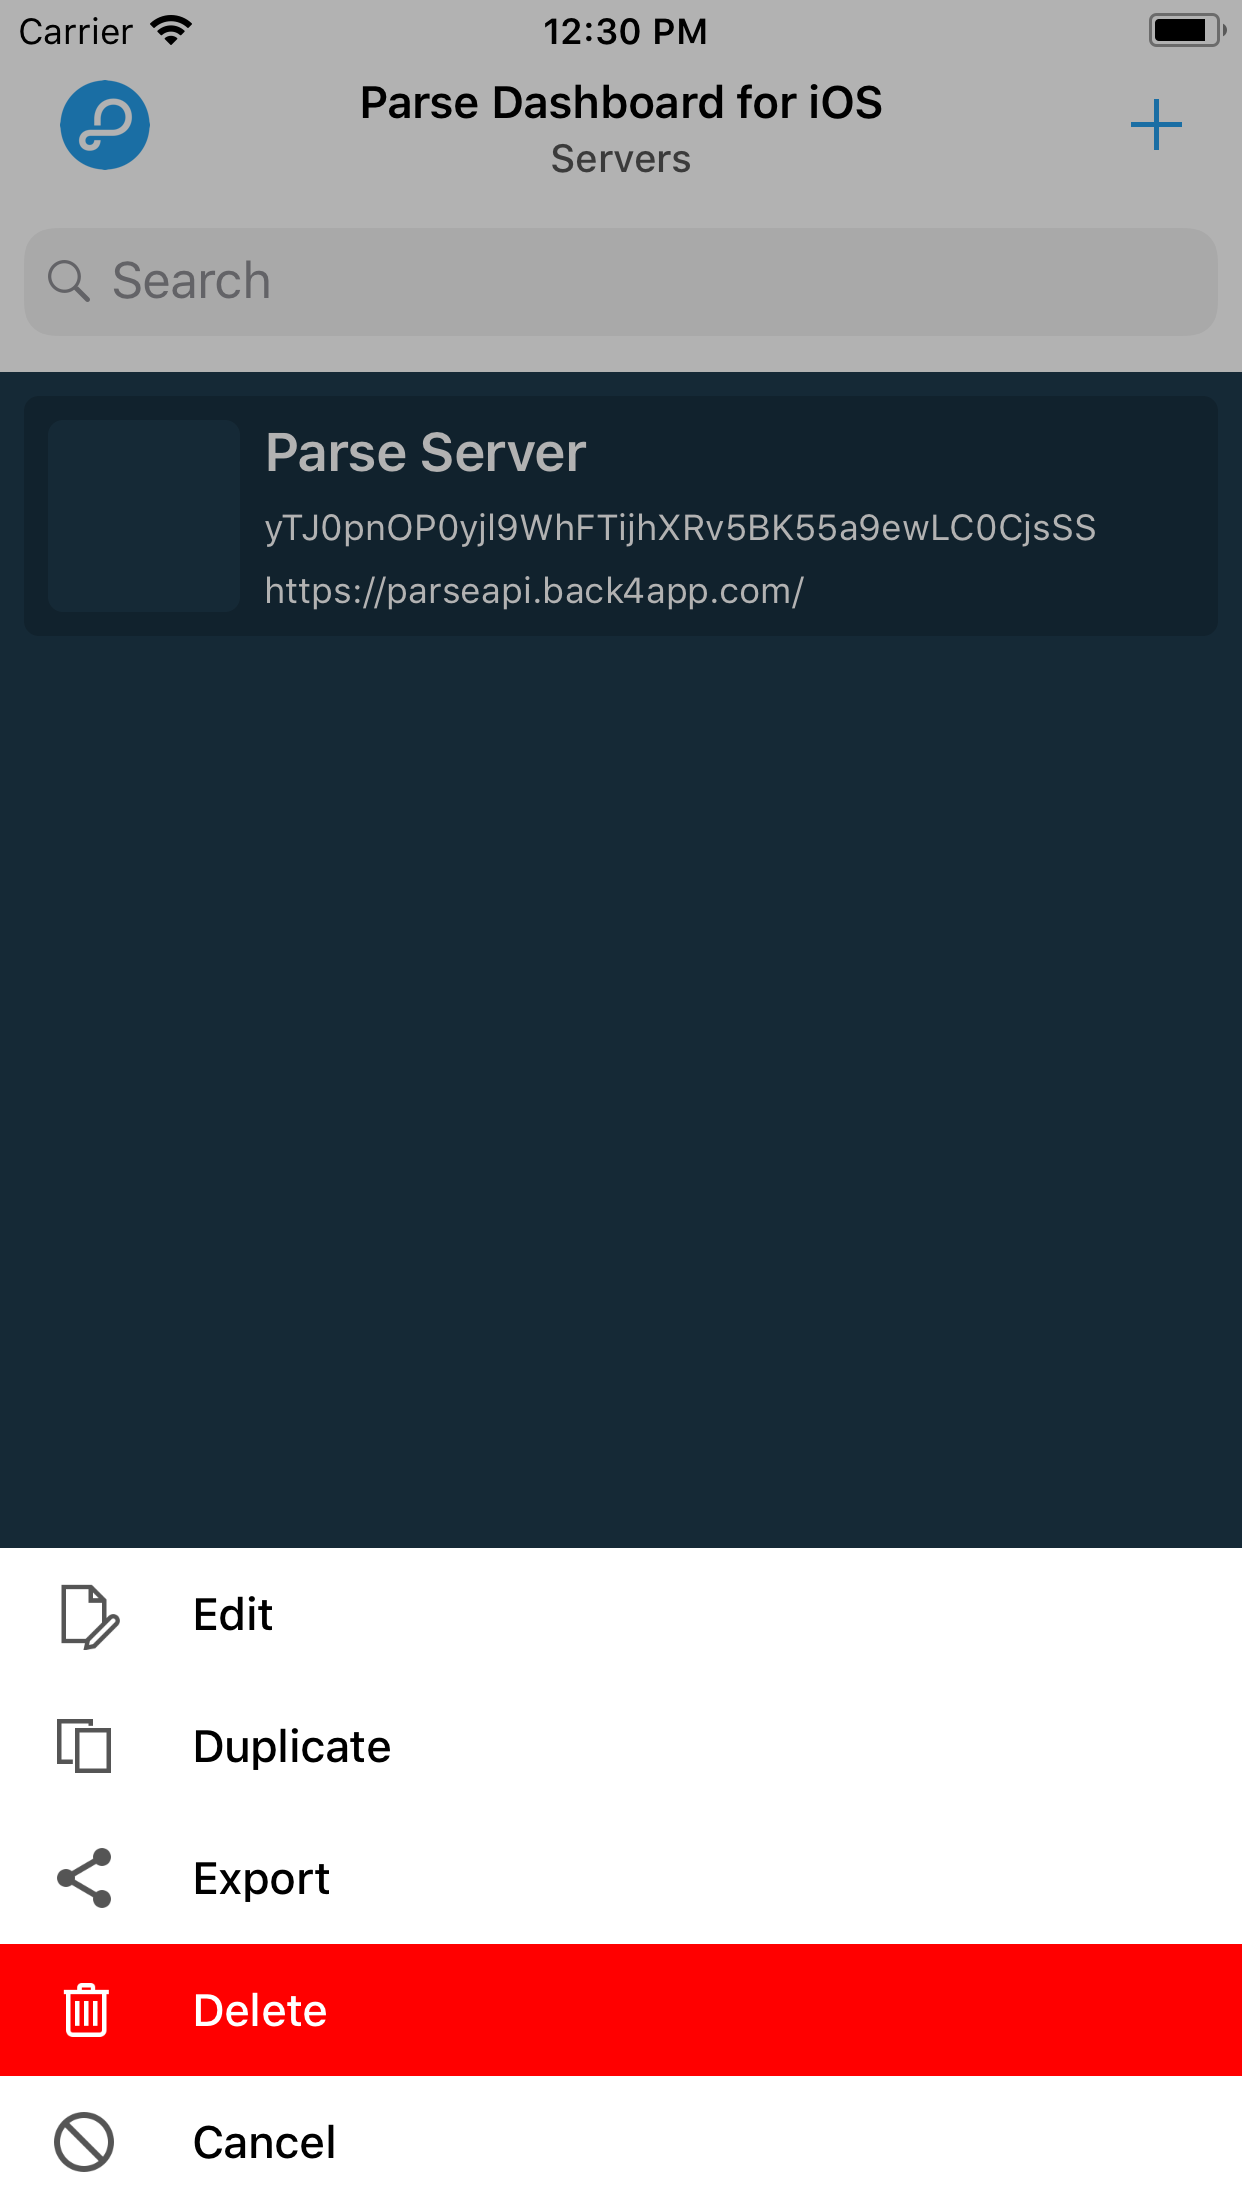 Carrier
12:30 PM
Parse Dashboard for iOS
Servers
Search
Parse Server
yTJ0pnOP0yjl9WhFTijhXRv5BK55a9ewLC0CjsSS
https://parseapi.back4app.com/
Edit
Duplicate
Export
Delete
Cancel